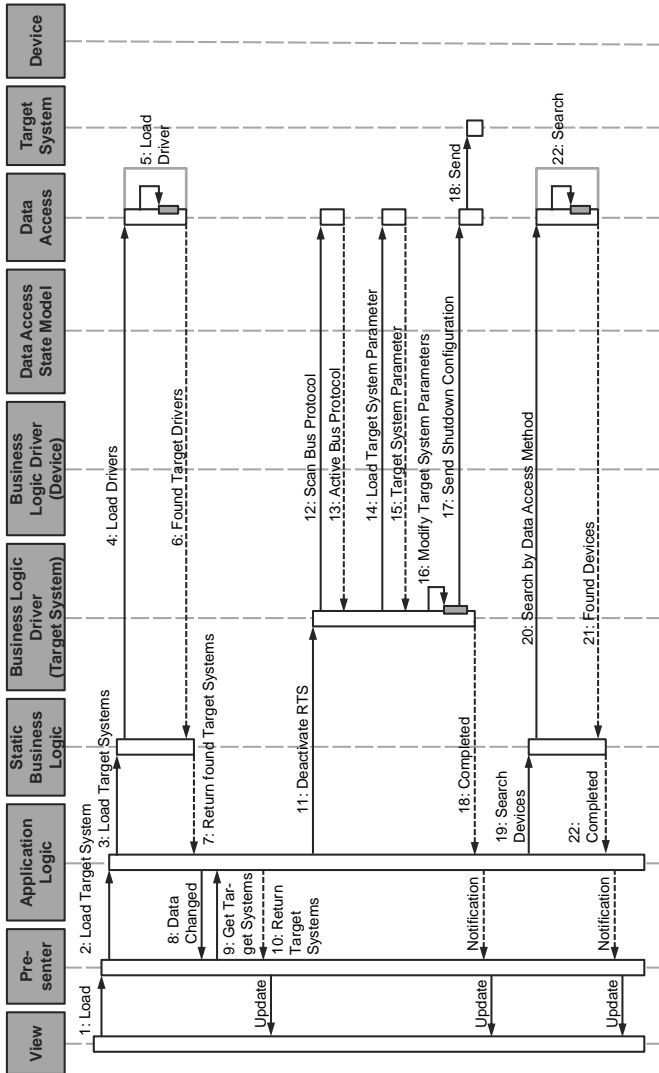 View
Pre-
senter
Application
Logic
Static
Business
Logic
Business Logic
Driver
(Target System)
Business
Logic Driver
(Device)
Data Access
State Model
Data
Access
Target
System
Device
1: Load
2: Load Target System
3: Load Target Systems
4: Load Drivers
5: Load
Driver
6: Found Target Drivers
7: Return found Target Systems
8: Data
Changed
9: Get Tar-
get Systems
10: Return
Target
Systems
Update
11: Deactivate RTS
12: Scan Bus Protocol
13: Active Bus Protocol
14: Load Target System Parameter
15: Target System Parameter
16: Modify Target System Parameters
17: Send Shutdown Configuration
18: Send
18: Completed
Notification
Update
19: Search
Devices
20: Search by Data Access Method
22: Search
21: Found Devices
22:
Completed
Notification
Update